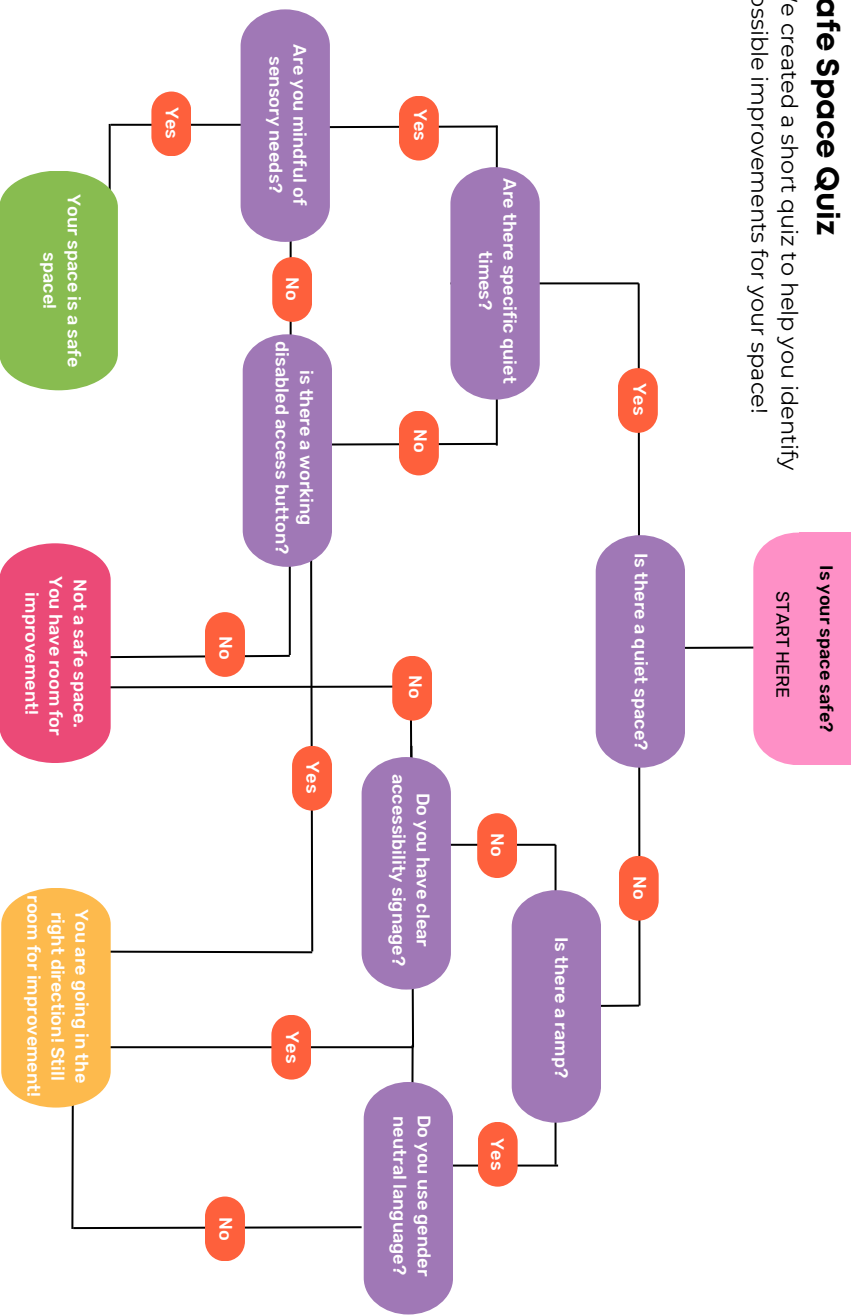 afe Space Quiz
e created a short quiz to help you identify
ossible improvements for your space!
Is your space safe?
START HERE
Is there a quiet space?
Yes
No
Are there specific quiet
times?
Is there a ramp?
Yes
No
No
Yes
Are you mindful of
sensory needs?
No
is there a working
disabled access button?
No
Do you have clear
accessibility signage?
Do you use gender
neutral language?
Yes
No
Yes
Yes
No
Your space is a safe
space!
Not a safe space.
You have room for
improvement!
You are going in the
right direction! Still
room for improvement!